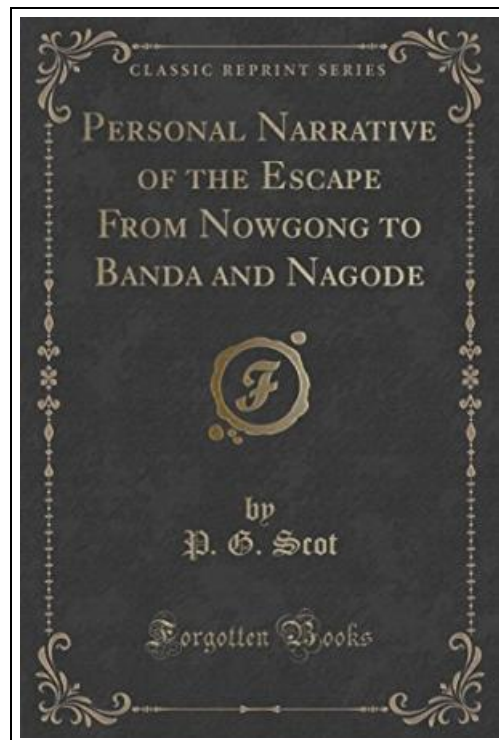 CLASSIC REPRINT SERIES
PERSONAL NARRATIVE
OF THE ESCAPE
FROM NOWGONG TO
BANDA AND NAGODE
F
by
P. G. Scot
Forgotten Books